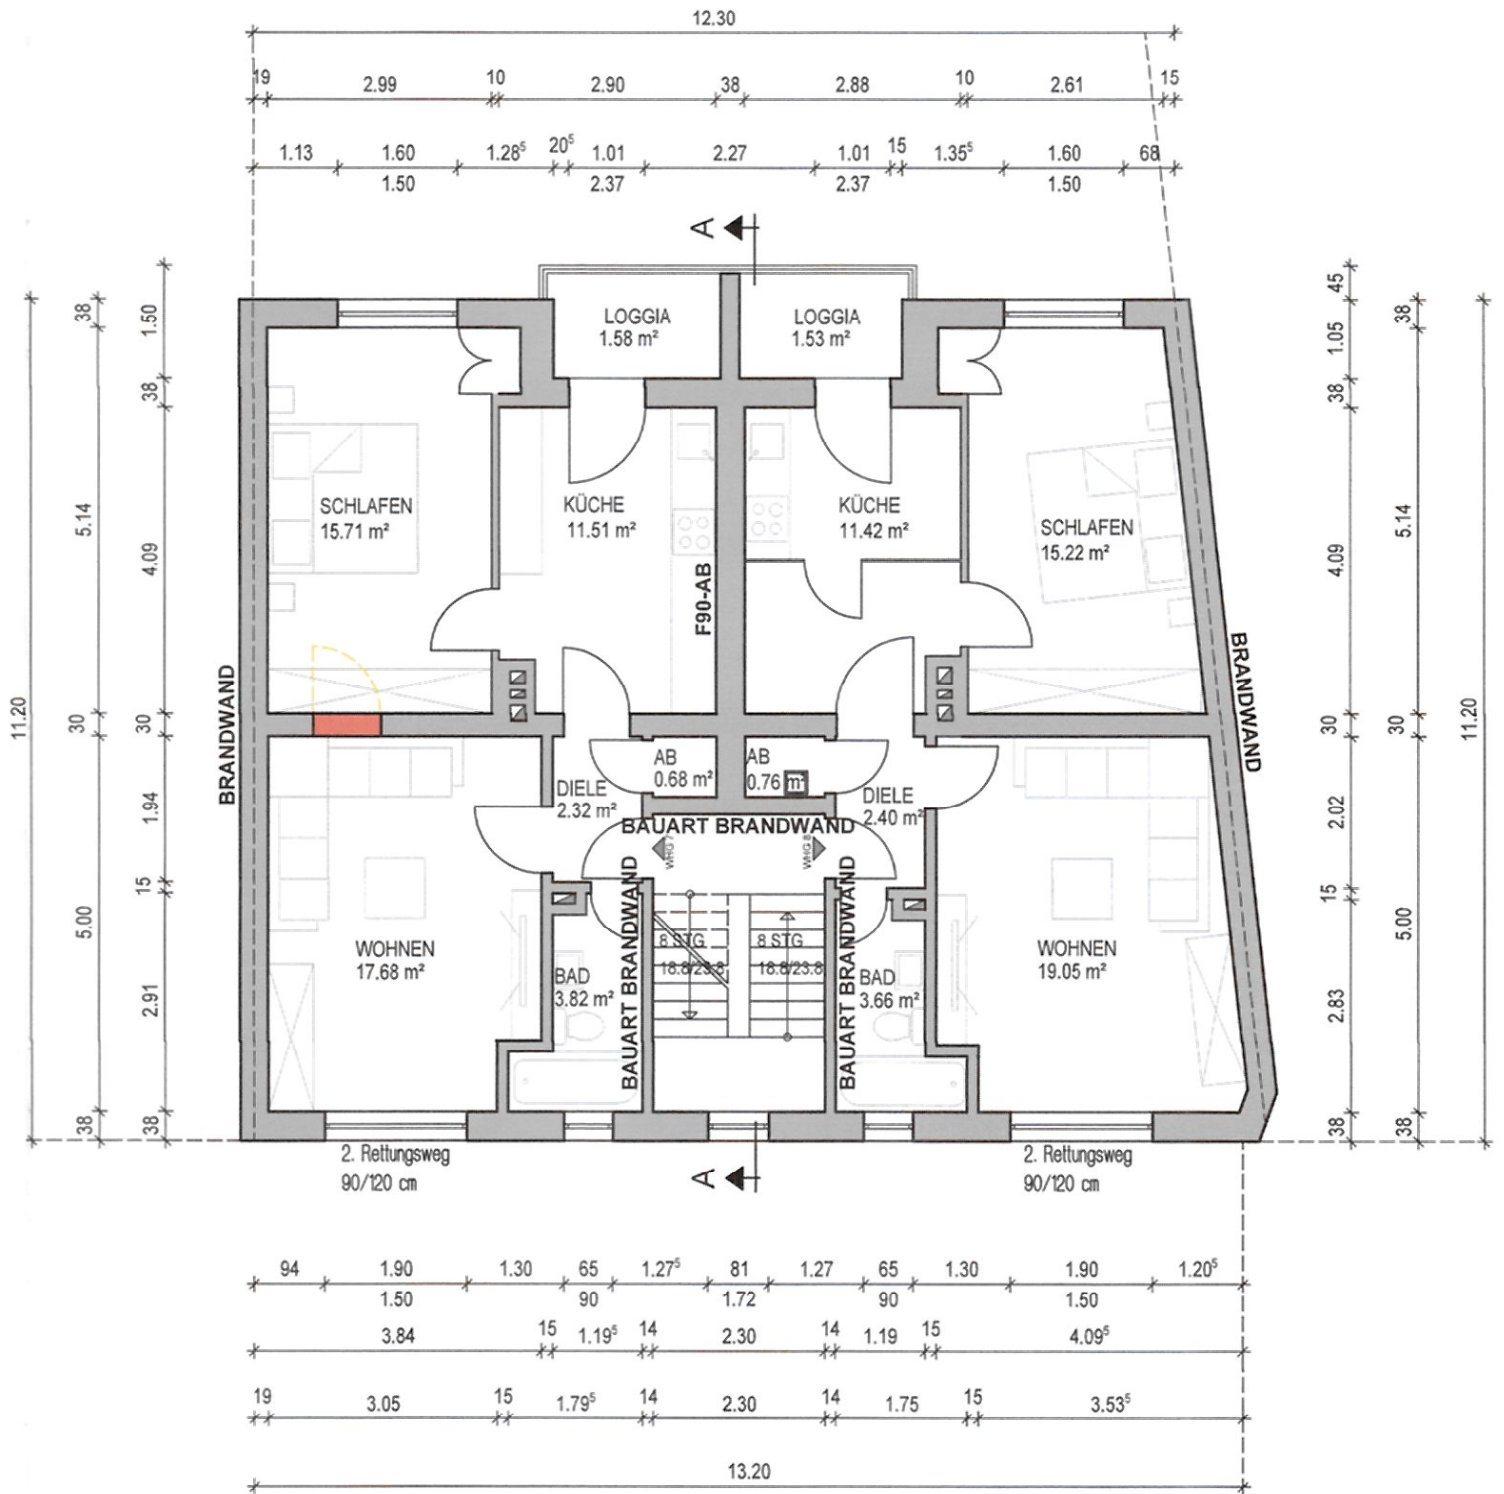 12.30
19 2.99 10 2.90 38 2.88 10 2.61 15
1.13 1.60 1.28⁵ 20⁵ 1.01 2.27 1.01 15 1.35⁵ 1.60 68
1.50 2.37 2.37 1.50
A
LOGGIA
1.58 m²
LOGGIA
1.53 m²
SCHLAFEN
15.71 m²
KÜCHE
11.51 m²
KÜCHE
11.42 m²
SCHLAFEN
15.22 m²
F90-AB
BRANDWAND
BRANDWAND
AB
0.68 m²
AB
0.76 m²
DIELE
2.32 m²
DIELE
2.40 m²
BAUART BRANDWAND
WHG 7
WHG 8
BAUART BRANDWAND
BAUART BRANDWAND
8 STG
18.8/23.8
8 STG
18.8/23.8
WOHNEN
17.68 m²
BAD
3.82 m²
BAD
3.66 m²
WOHNEN
19.05 m²
11.20
38
5.14
30
5.00
38
1.50
38
4.09
30
1.94
15
2.91
38
45
1.05
38
4.09
30
2.02
15
2.83
38
38
5.14
30
5.00
38
11.20
2. Rettungsweg
90/120 cm
A
2. Rettungsweg
90/120 cm
94 1.90 1.30 65 1.27⁵ 81 1.27 65 1.30 1.90 1.20⁵
1.50 90 1.72 90 1.50
3.84 15 1.19⁵ 14 2.30 14 1.19 15 4.09⁵
19 3.05 15 1.79⁵ 14 2.30 14 1.75 15 3.53⁵
13.20